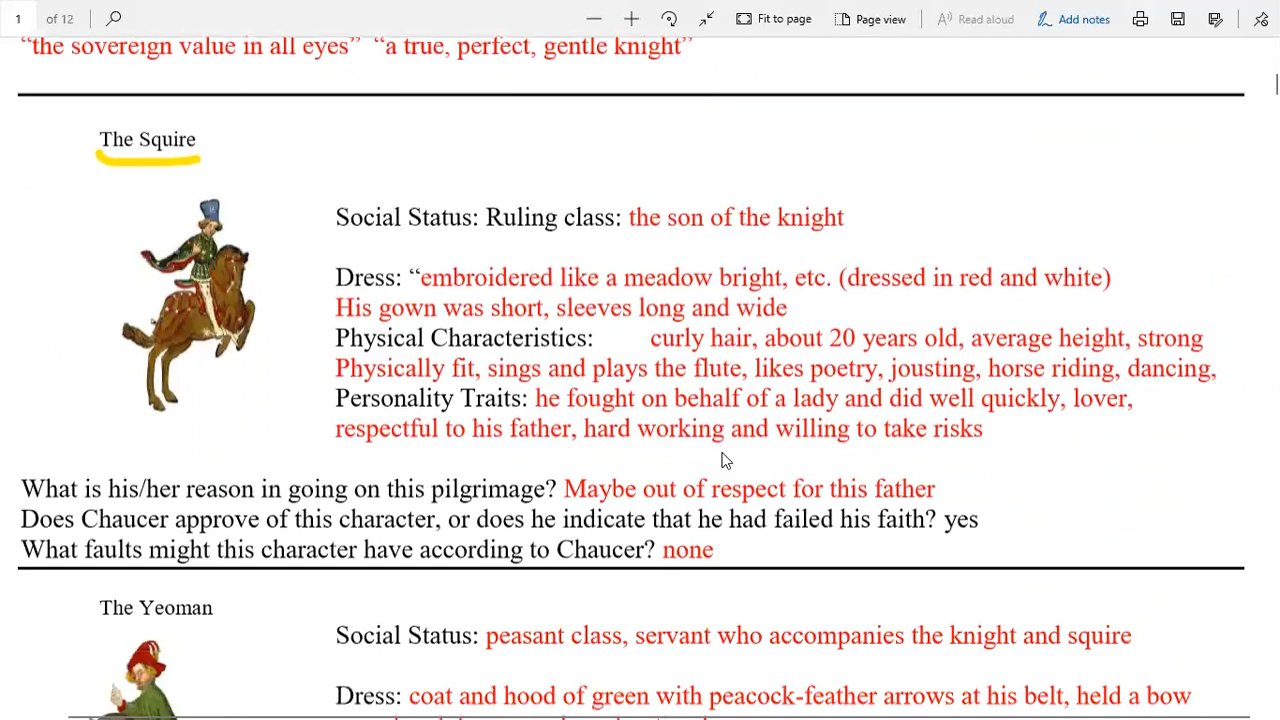 1 of 12 Fit to page Page view Read aloud Add notes
“the sovereign value in all eyes” “a true, perfect, gentle knight”
The Squire
Social Status: Ruling class: the son of the knight
Dress: “embroidered like a meadow bright, etc. (dressed in red and white)
His gown was short, sleeves long and wide
Physical Characteristics: curly hair, about 20 years old, average height, strong
Physically fit, sings and plays the flute, likes poetry, jousting, horse riding, dancing,
Personality Traits: he fought on behalf of a lady and did well quickly, lover,
respectful to his father, hard working and willing to take risks
What is his/her reason in going on this pilgrimage? Maybe out of respect for this father
Does Chaucer approve of this character, or does he indicate that he had failed his faith? yes
What faults might this character have according to Chaucer? none
The Yeoman
Social Status: peasant class, servant who accompanies the knight and squire
Dress: coat and hood of green with peacock-feather arrows at his belt, held a bow